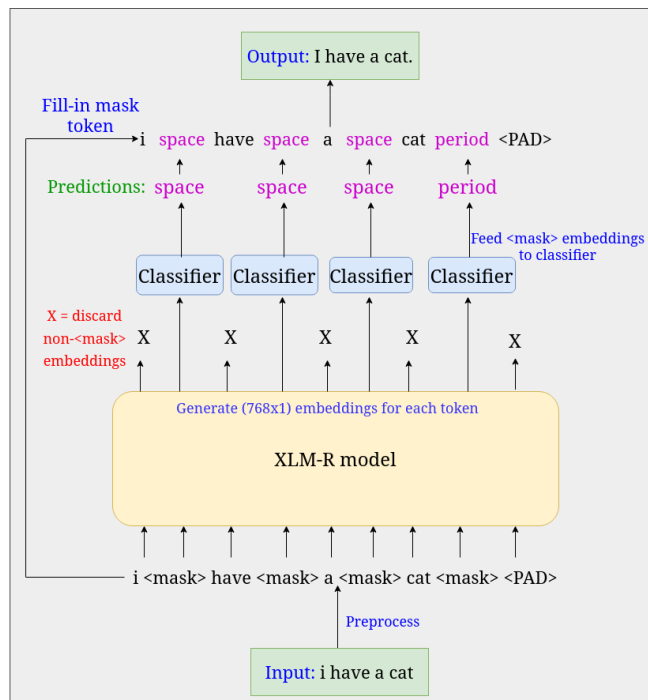 Output: I have a cat.
Fill-in mask
token
i space have space a space cat period <PAD>
Predictions: space space space period
Feed <mask> embeddings
to classifier
Classifier Classifier Classifier Classifier
X = discard
non-<mask>
embeddings
X X X X X
Generate (768x1) embeddings for each token
XLM-R model
i <mask> have <mask> a <mask> cat <mask> <PAD>
Preprocess
Input: i have a cat